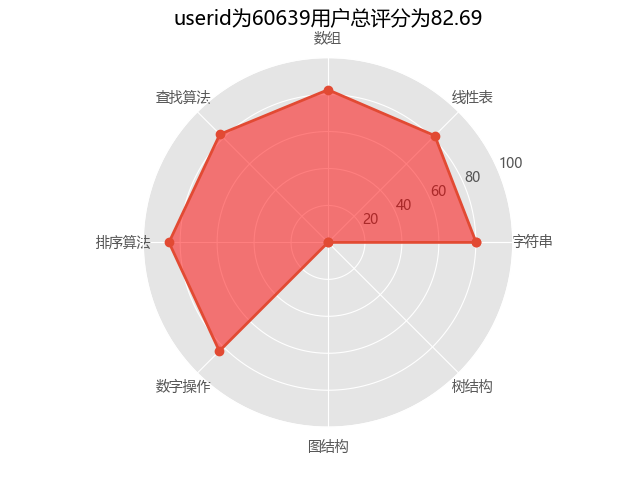 userid为60639用户总评分为82.69
数组
查找算法
线性表
100
80
60
40
20
排序算法
字符串
数字操作
树结构
图结构